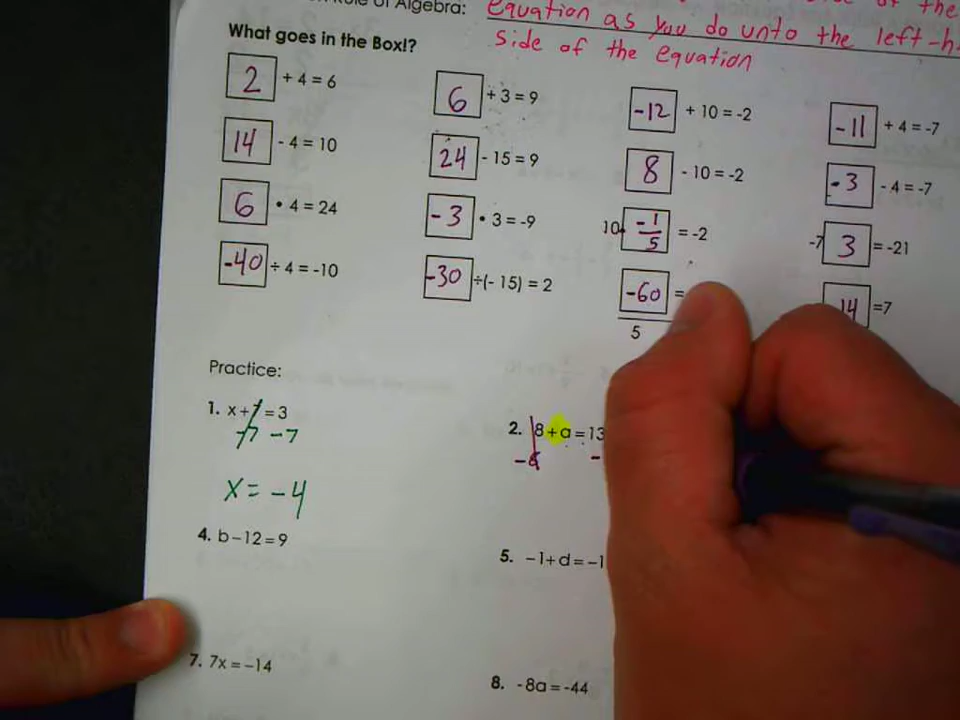 of Algebra: equation as you do unto the left-h
of the
What goes in the Box!? side of the equation
2 + 4 = 6
6 + 3 = 9
-12 + 10 = -2
-11 + 4 = -7
14 - 4 = 10
24 - 15 = 9
8 - 10 = -2
-3 - 4 = -7
6 • 4 = 24
-3 • 3 = -9
10• -1/5 = -2
-7 3 = -21
-40 ÷ 4 = -10
-30 ÷(- 15) = 2
-60 =
5
14 =7
Practice:
1. x+7=3
-7 -7
x = -4
2. 18+a=13
-
4. b-12=9
5. -1+d=-1
7. 7x=-14
8. -8a=-44